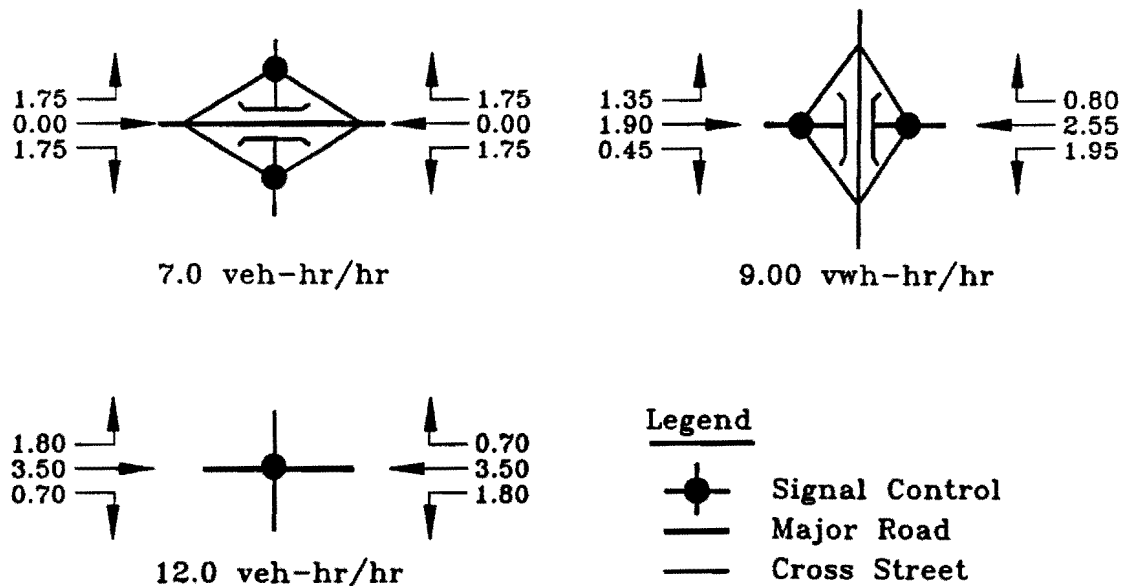 1.75
0.00
1.75
1.75
0.00
1.75
7.0 veh-hr/hr
1.35
1.90
0.45
0.80
2.55
1.95
9.00 vwh-hr/hr
1.80
3.50
0.70
0.70
3.50
1.80
12.0 veh-hr/hr
Legend
Signal Control
Major Road
Cross Street